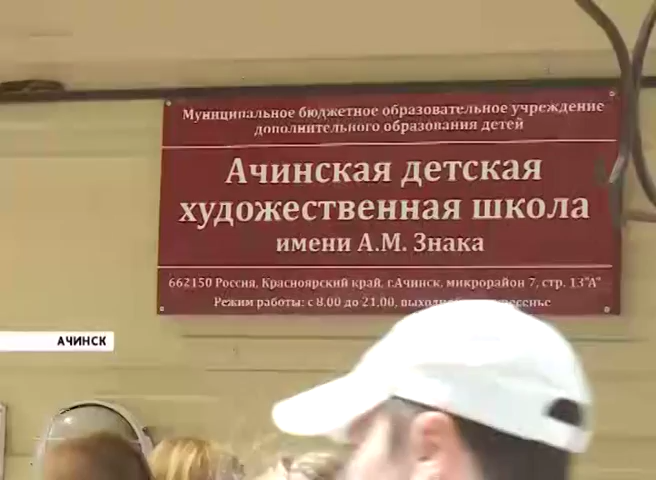 Муниципальное бюджетное образовательное учреждение
дополнительного образования детей
Ачинская детская
художественная школа
имени А.М. Знака
662150 Россия, Красноярский край, г.Ачинск, микрорайон 7, стр. 13"А"
Режим работы: с 8.00 до 21.00,
АЧИНСК